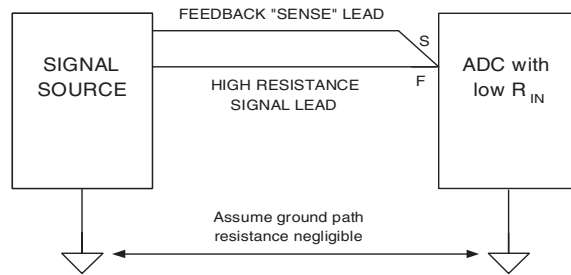 FEEDBACK "SENSE" LEAD
SIGNAL
SOURCE
S
F
HIGH RESISTANCE
SIGNAL LEAD
ADC with
low R IN
Assume ground path
resistance negligible